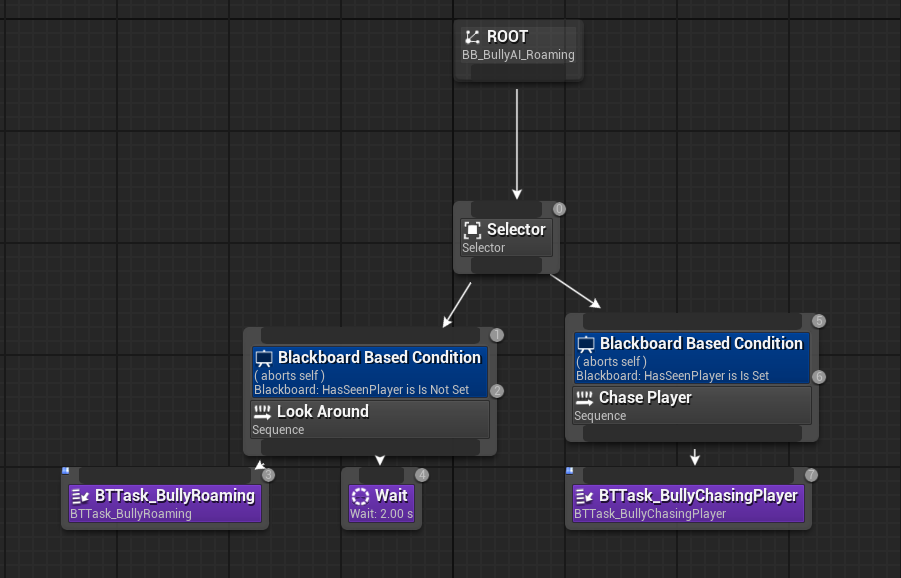 ROOT
BB_BullyAI_Roaming
0
Selector
Selector
1
Blackboard Based Condition
( aborts self )
Blackboard: HasSeenPlayer is Is Not Set
2
Look Around
Sequence
5
Blackboard Based Condition
( aborts self )
Blackboard: HasSeenPlayer is Is Set
6
Chase Player
Sequence
3
BTTask_BullyRoaming
BTTask_BullyRoaming
4
Wait
Wait: 2.00 s
7
BTTask_BullyChasingPlayer
BTTask_BullyChasingPlayer